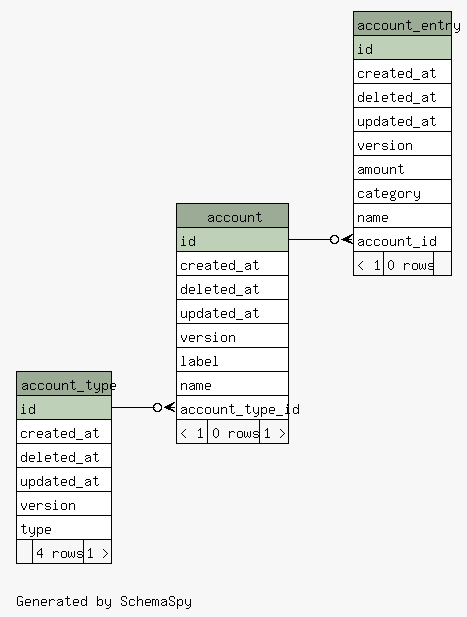 account_entry
id
created_at
deleted_at
updated_at
version
amount
category
name
account_id
< 1 0 rows
account
id
created_at
deleted_at
updated_at
version
label
name
account_type_id
< 1 0 rows 1 >
account_type
id
created_at
deleted_at
updated_at
version
type
4 rows 1 >
Generated by SchemaSpy